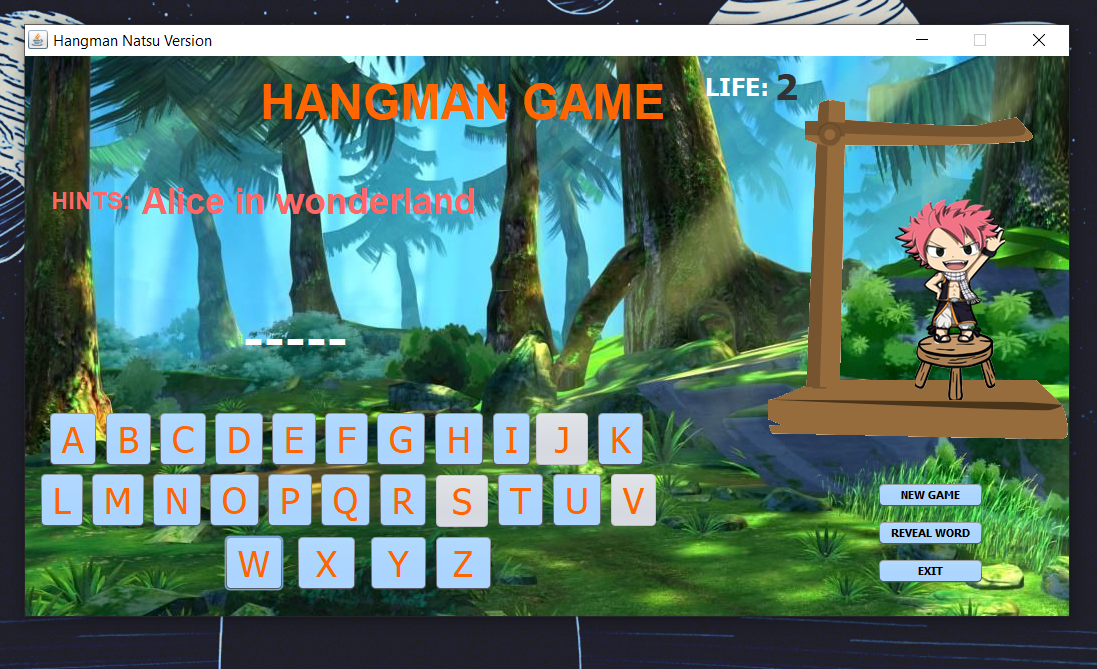 Hangman Natsu Version
HANGMAN GAME
LIFE: 2
HINTS: Alice in wonderland
-----
A B C D E F G H I J K
L M N O P Q R S T U V
W X Y Z
NEW GAME
REVEAL WORD
EXIT